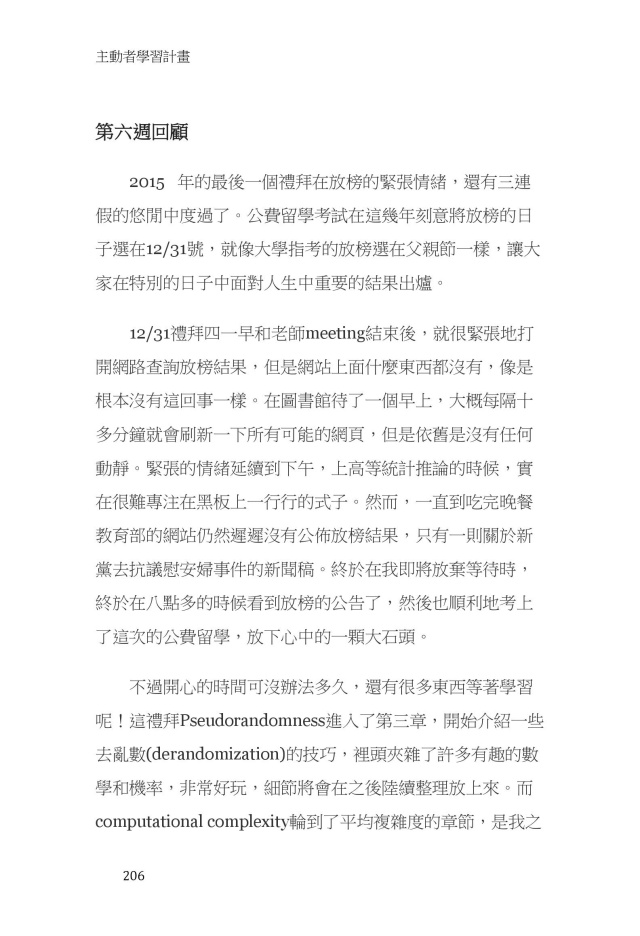 主動者學習計畫
第六週回顧
2015 年的最後一個禮拜在放榜的緊張情緒，還有三連
假的悠閒中度過了。公費留學考試在這幾年刻意將放榜的日
子選在12/31號，就像大學指考的放榜選在父親節一樣，讓大
家在特別的日子中面對人生中重要的結果出爐。
12/31禮拜四一早和老師meeting結束後，就很緊張地打
開網路查詢放榜結果，但是網站上面什麼東西都沒有，像是
根本沒有這回事一樣。在圖書館待了一個早上，大概每隔十
多分鐘就會刷新一下所有可能的網頁，但是依舊是沒有任何
動靜。緊張的情緒延續到下午，上高等統計推論的時候，實
在很難專注在黑板上一行行的式子。然而，一直到吃完晚餐
教育部的網站仍然遲遲沒有公佈放榜結果，只有一則關於新
黨去抗議慰安婦事件的新聞稿。終於在我即將放棄等待時，
終於在八點多的時候看到放榜的公告了，然後也順利地考上
了這次的公費留學，放下心中的一顆大石頭。
不過開心的時間可沒辦法多久，還有很多東西等著學習
呢！這禮拜Pseudorandomness進入了第三章，開始介紹一些
去亂數(derandomization)的技巧，裡頭夾雜了許多有趣的數
學和機率，非常好玩，細節將會在之後陸續整理放上來。而
computational complexity輪到了平均複雜度的章節，是我之
206